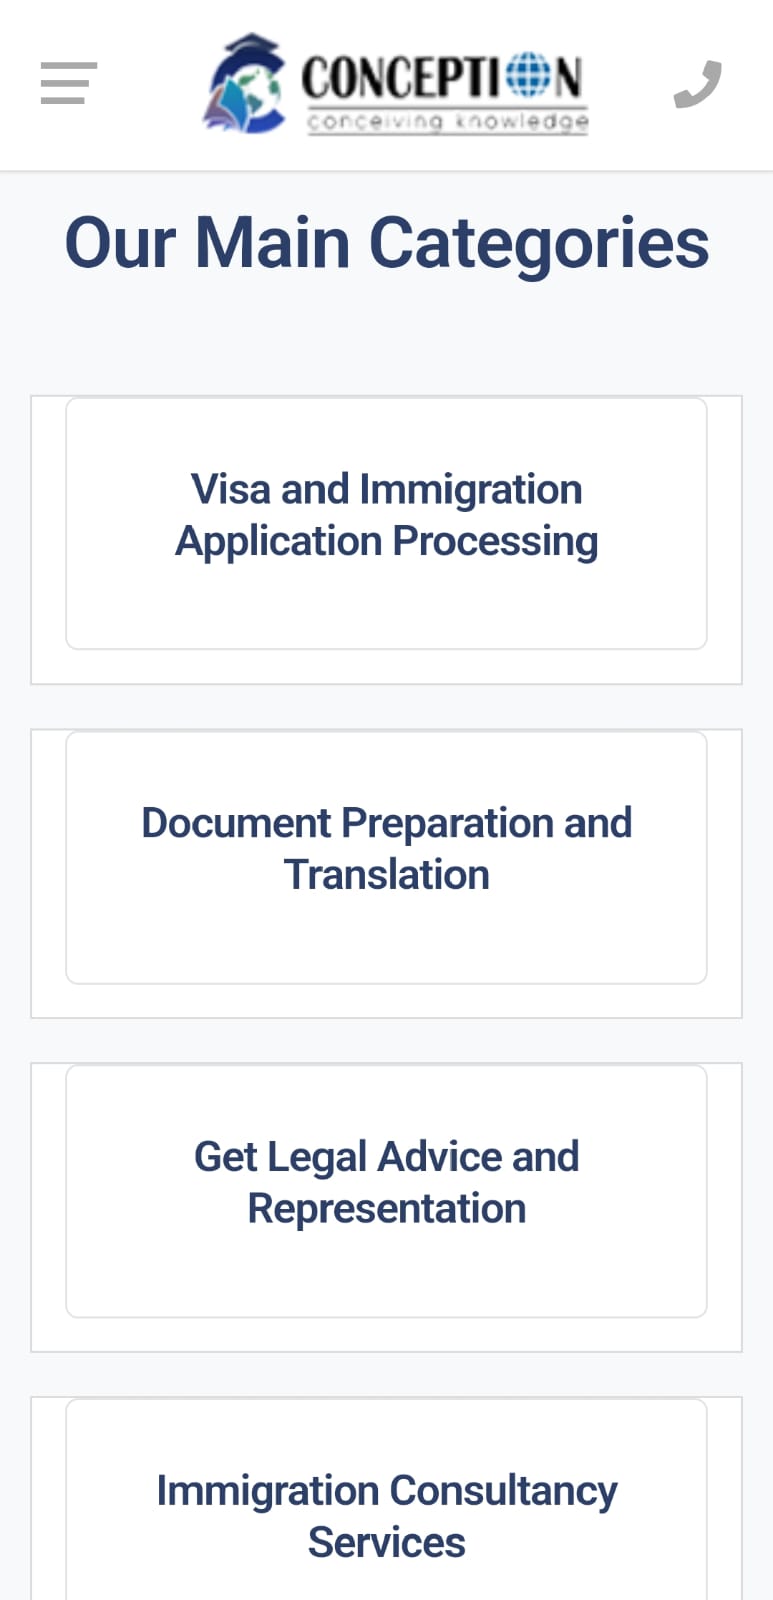 CONCEPTION
conceiving knowledge
Our Main Categories
Visa and Immigration
Application Processing
Document Preparation and
Translation
Get Legal Advice and
Representation
Immigration Consultancy
Services